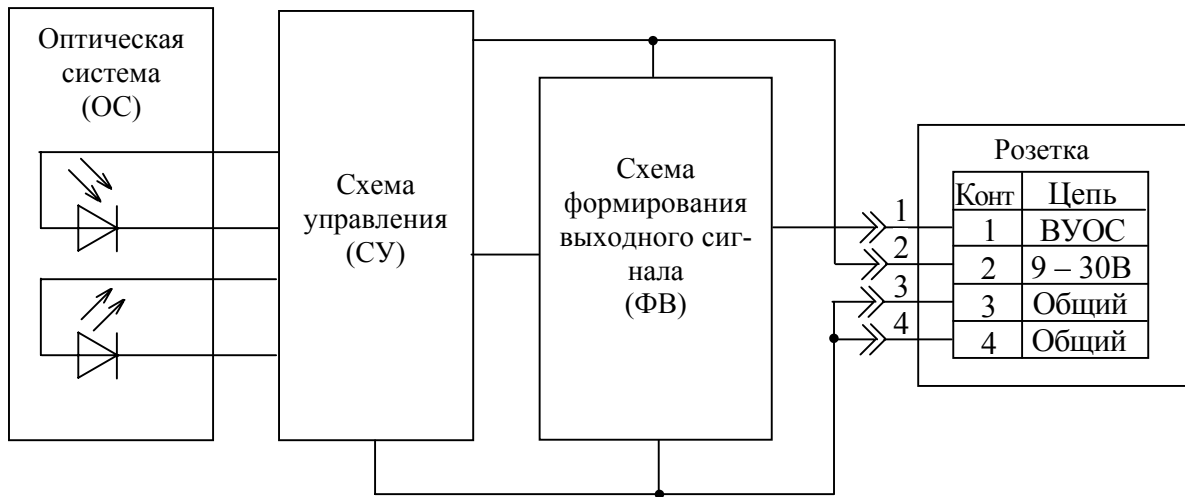 Оптическая
система
(ОС)
Схема
управления
(СУ)
Схема
формирования
выходного сиг-
нала
(ФВ)
1
2
3
4
Розетка
Конт Цепь
1 ВУОС
2 9 – 30В
3 Общий
4 Общий